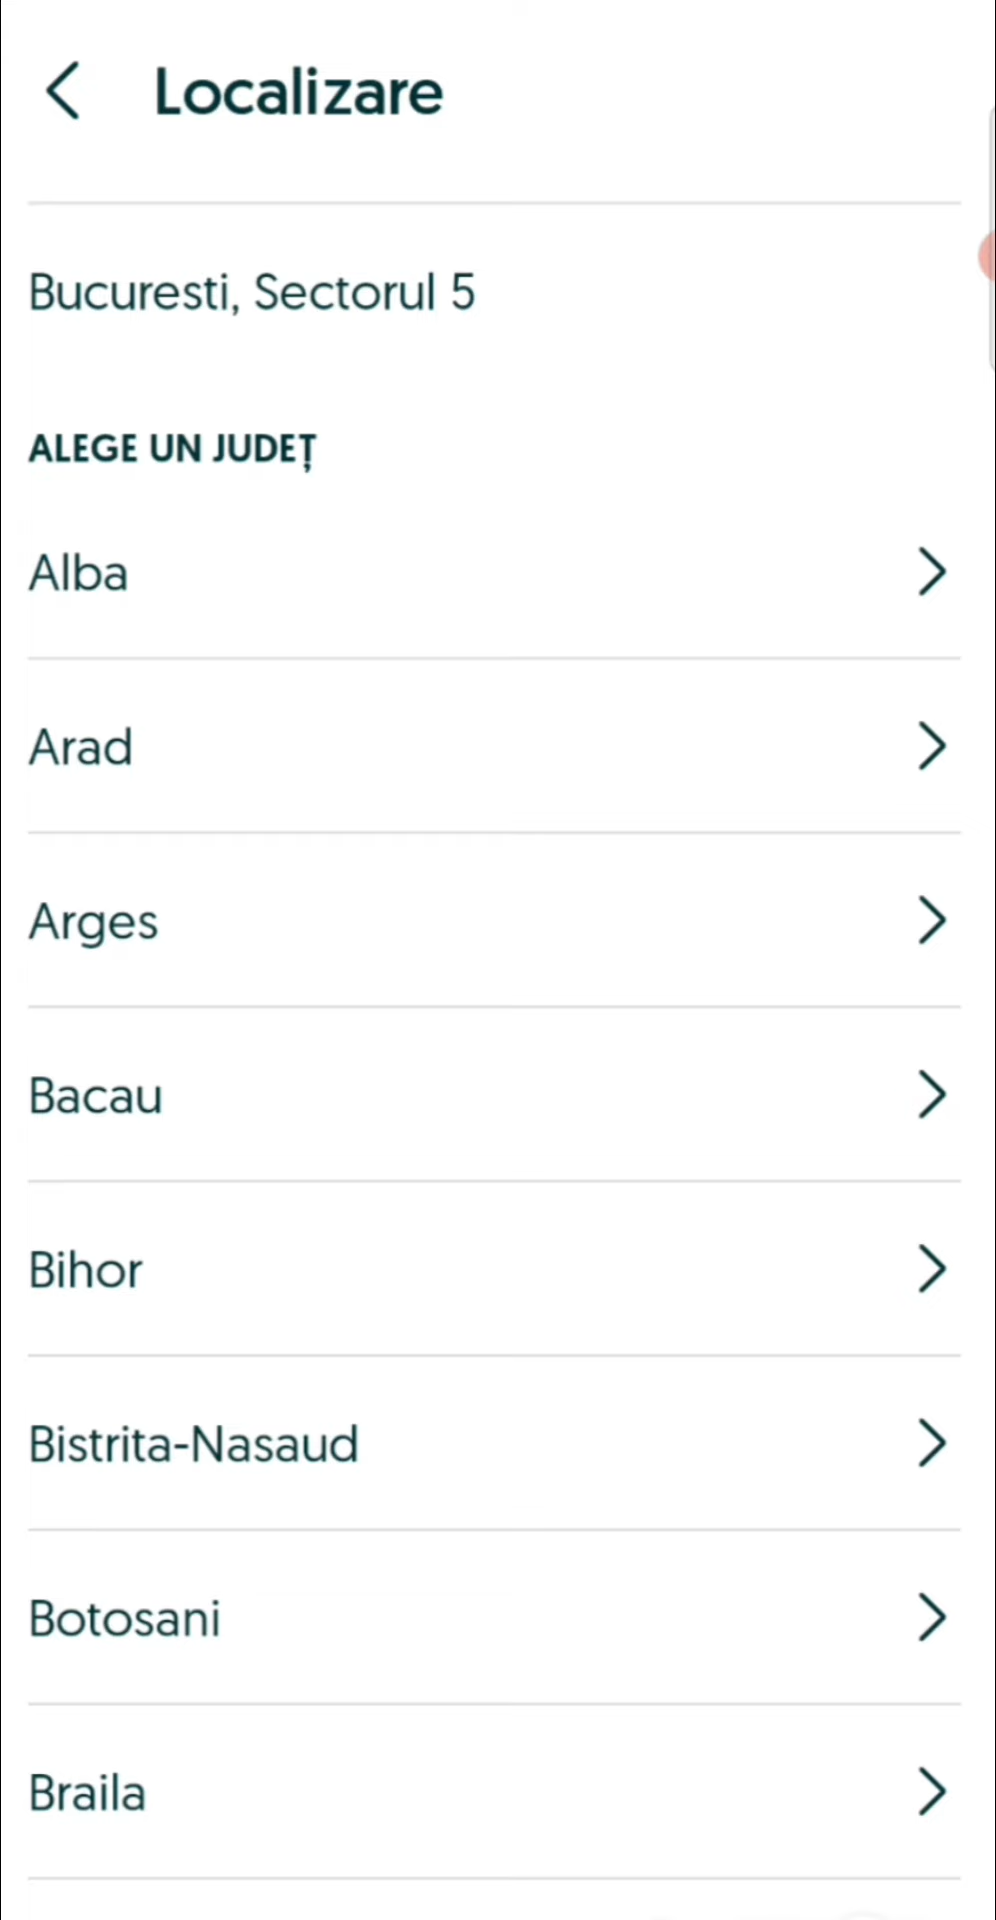 Localizare
Bucuresti, Sectorul 5
ALEGE UN JUDEȚ
Alba
Arad
Arges
Bacau
Bihor
Bistrita-Nasaud
Botosani
Braila